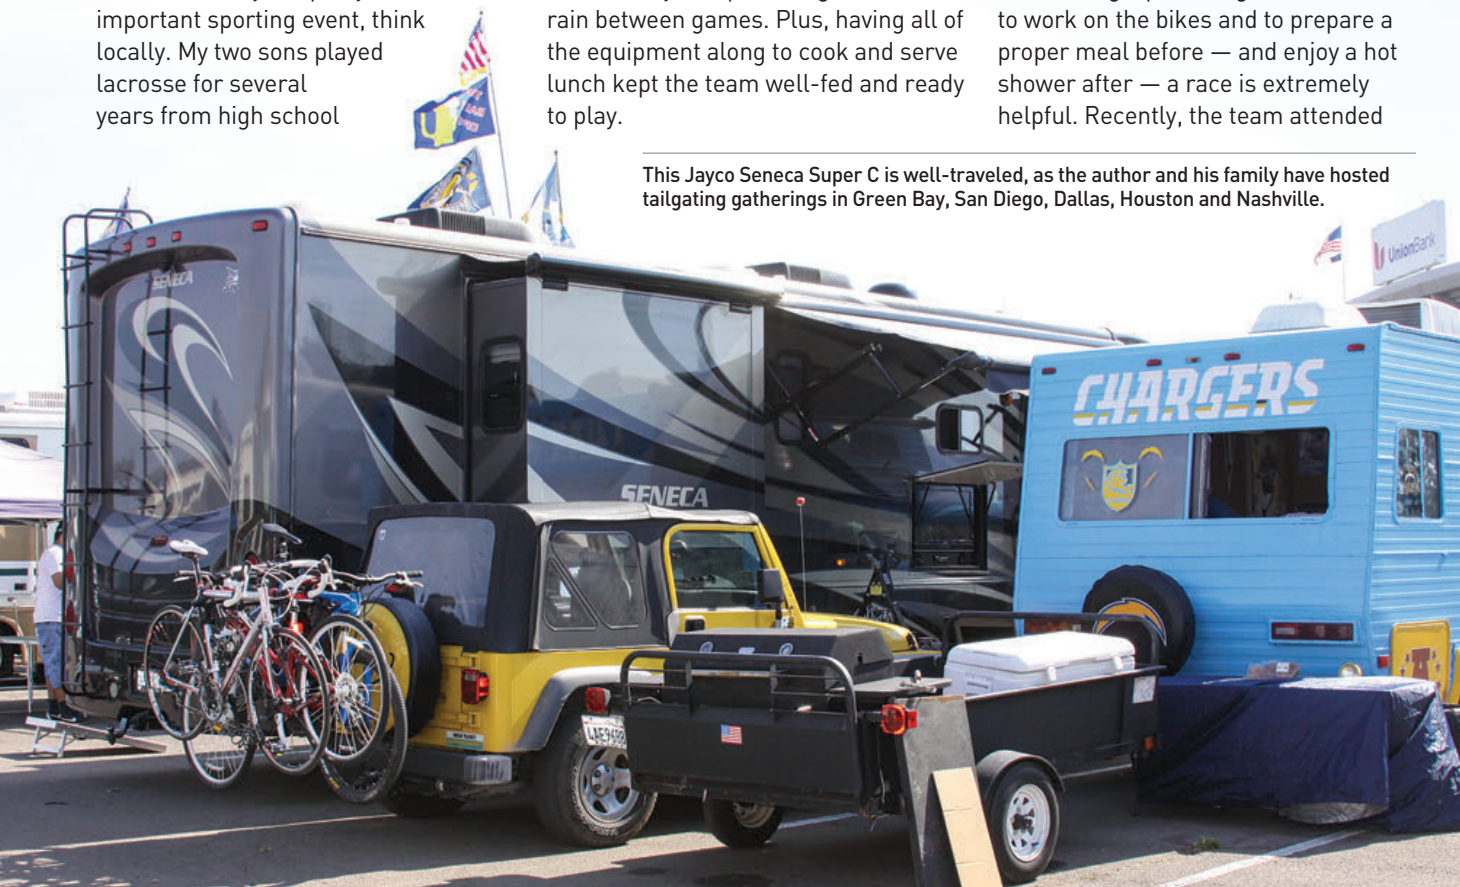 important sporting event, think
locally. My two sons played
lacrosse for several
years from high school
rain between games. Plus, having all of
the equipment along to cook and serve
lunch kept the team well-fed and ready
to play.
to work on the bikes and to prepare a
proper meal before — and enjoy a hot
shower after — a race is extremely
helpful. Recently, the team attended
This Jayco Seneca Super C is well-traveled, as the author and his family have hosted
tailgating gatherings in Green Bay, San Diego, Dallas, Houston and Nashville.
UnionBank
SENECA
CHARGERS
SENECA